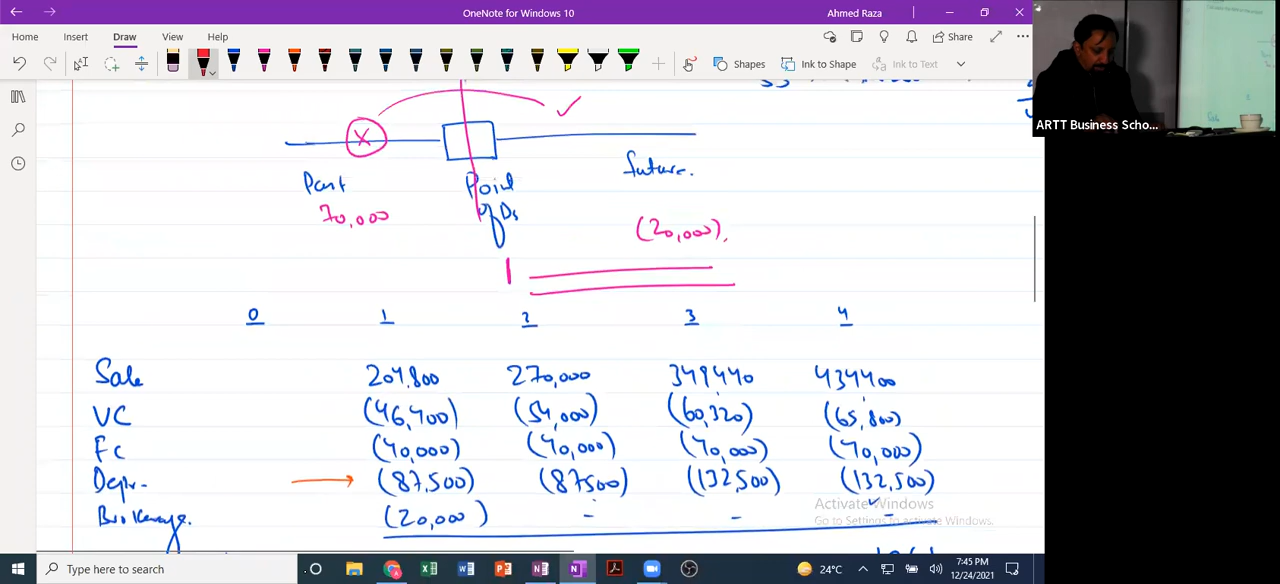 OneNote for Windows 10
Ahmed Raza
Home Insert Draw View Help
Share
Shapes
Ink to Shape
Ink to Text
ARTT Business Scho...
Past
Point
of Ds
future.
70,000
(20,000)
0 1 2 3 4
Sale 204,800 270,000 349,440 434400
VC (46,400) (54,000) (60,320) (65,800)
FC (40,000) (40,000) (40,000) (40,000)
Depr- (87,500) (87,500) (132,500) (132,500)
Brokerage. (20,000) - - -
Activate Windows
Go to Settings to activate Windows.
Type here to search
24°C
7:45 PM
12/24/2021